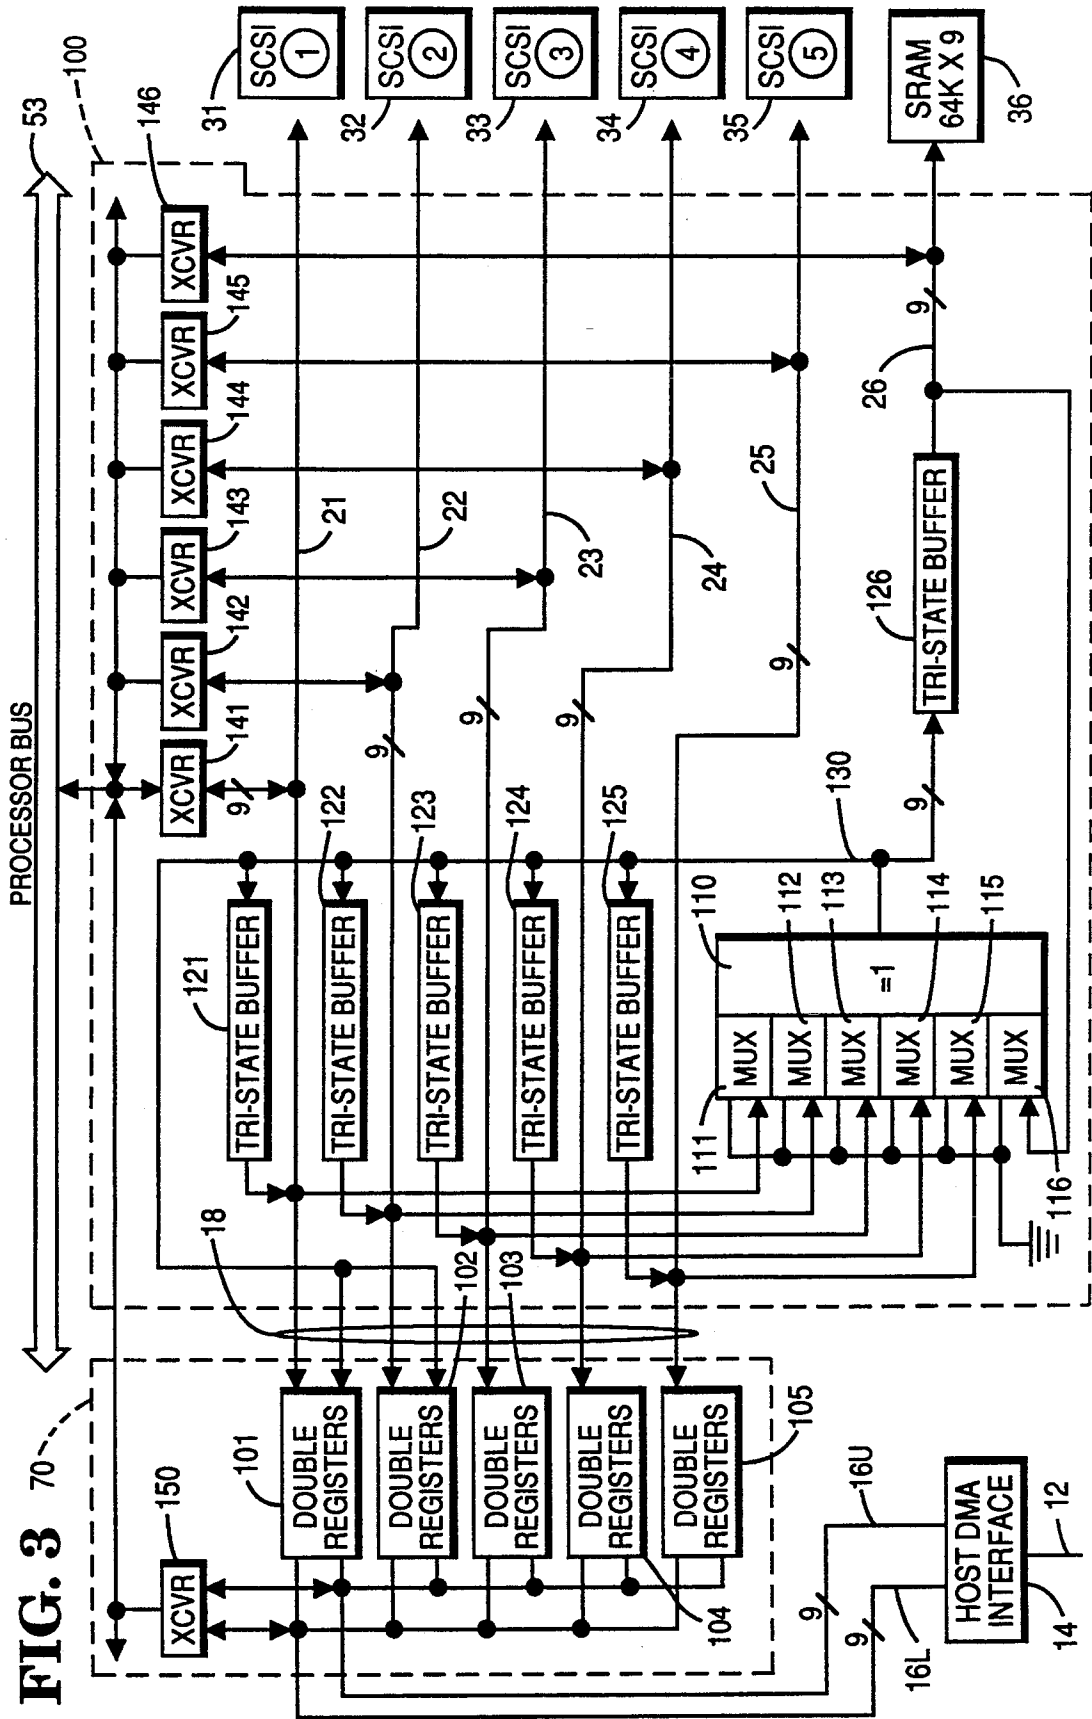 FIG. 3
PROCESSOR BUS
53
70
100
150
XCVR
XCVR
141
XCVR
142
XCVR
143
XCVR
144
XCVR
145
XCVR
146
9
101
DOUBLE
REGISTERS
DOUBLE
REGISTERS
102
DOUBLE
REGISTERS
103
DOUBLE
REGISTERS
104
DOUBLE
REGISTERS
105
18
121
TRI-STATE BUFFER
TRI-STATE BUFFER
122
TRI-STATE BUFFER
123
TRI-STATE BUFFER
124
TRI-STATE BUFFER
125
21
22
23
24
25
9
9
9
9
31
SCSI
1
32
SCSI
2
33
SCSI
3
34
SCSI
4
35
SCSI
5
130
110
=1
111
MUX
MUX
112
MUX
113
MUX
114
MUX
115
MUX
116
9
TRI-STATE BUFFER
126
26
9
SRAM
64K X 9
36
16U
9
9
16L
HOST DMA
INTERFACE
14
12